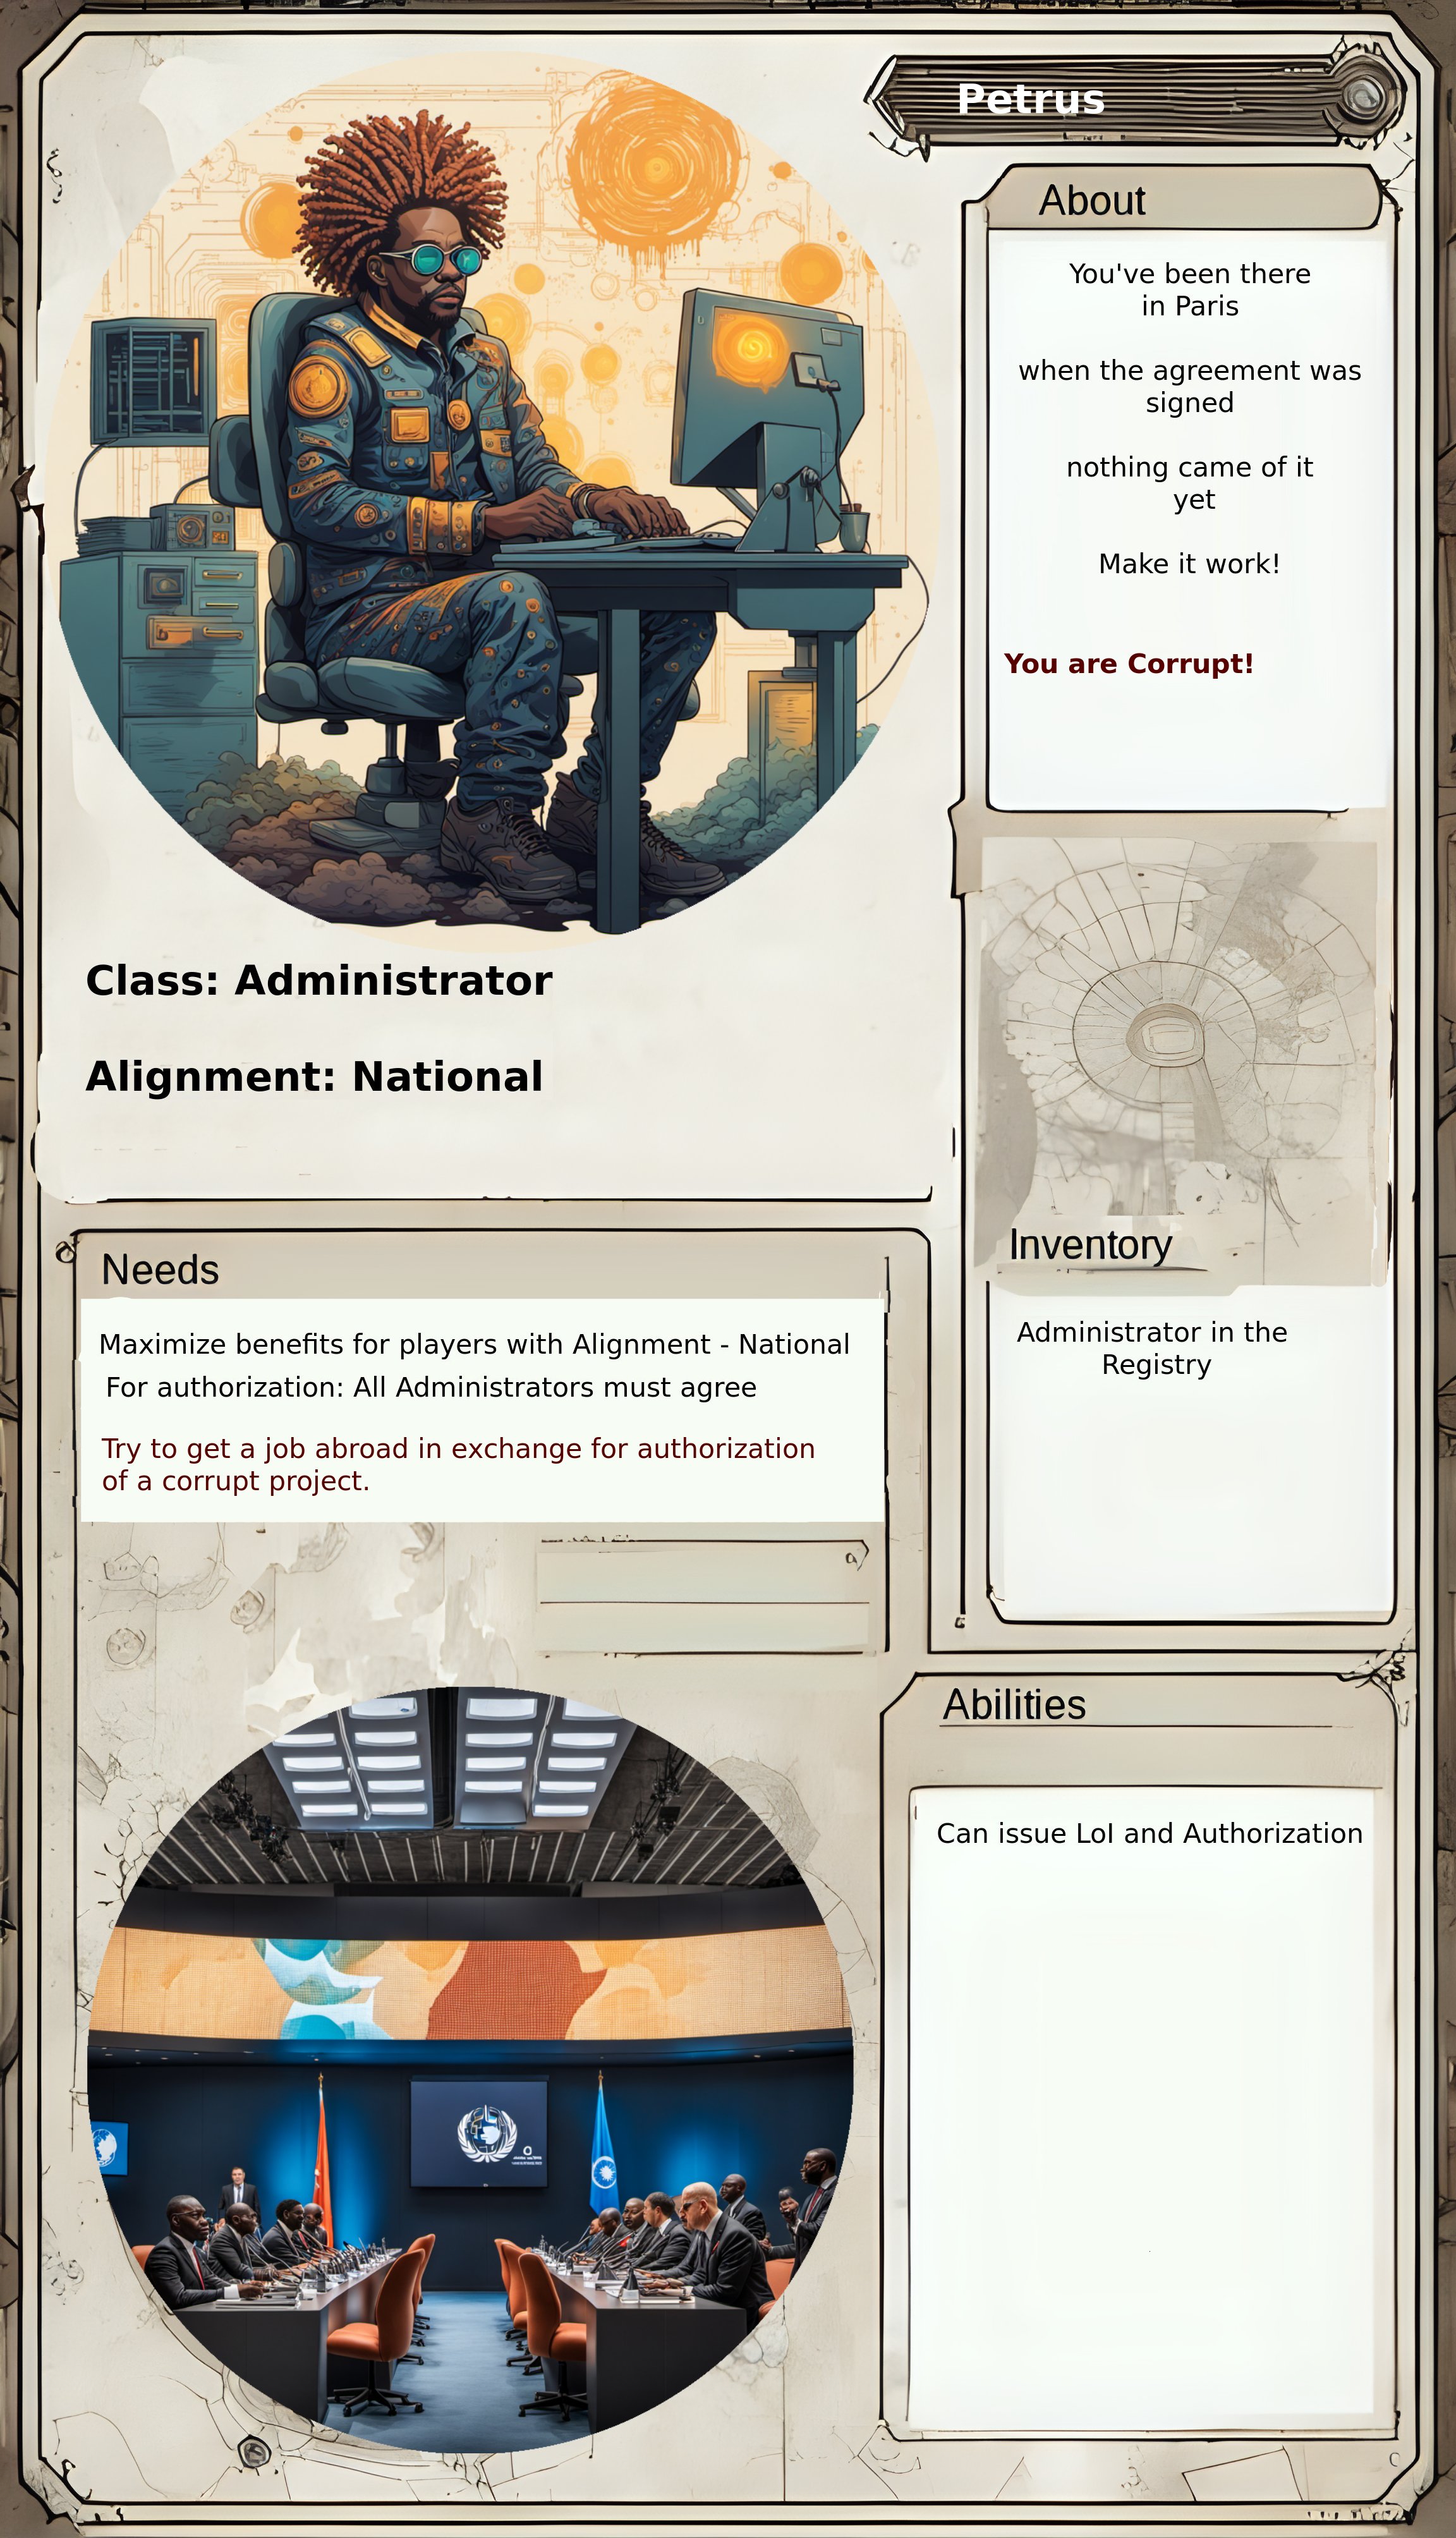 Petrus
About
You've been there
in Paris
when the agreement was
signed
nothing came of it
yet
Make it work!
You are Corrupt!
Class: Administrator
Alignment: National
Needs
Maximize benefits for players with Alignment - National
For authorization: All Administrators must agree
Try to get a job abroad in exchange for authorization
of a corrupt project.
Inventory
Administrator in the
Registry
Abilities
Can issue LoI and Authorization